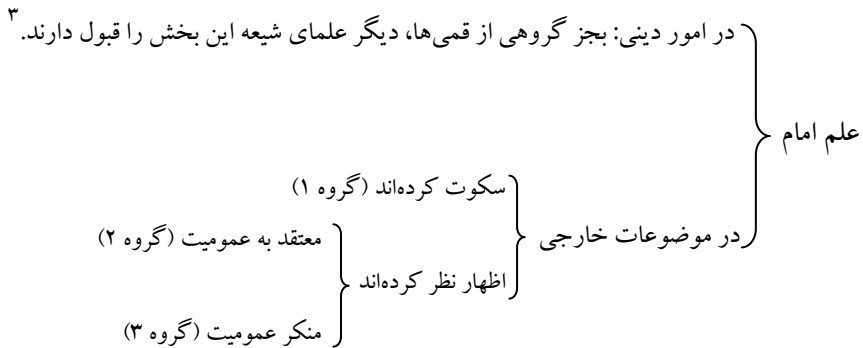 در امور دینی: بجز گروهی از قمی‌ها، دیگر علمای شیعه این بخش را قبول دارند.۳
علم امام
سکوت کرده‌اند (گروه ۱)
در موضوعات خارجی
معتقد به عمومیت (گروه ۲)
اظهار نظر کرده‌اند
منکر عمومیت (گروه ۳)